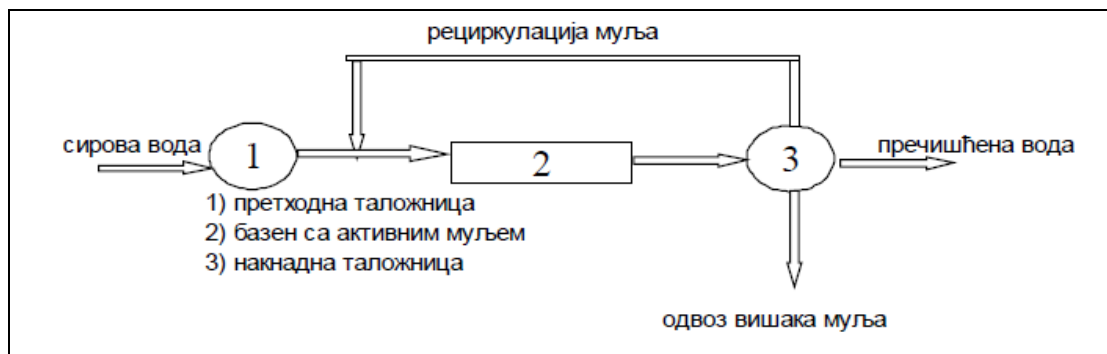 рециркулација муља
сирова вода
1
2
3
пречишћена вода
1) претходна таложница
2) базен са активним муљем
3) накнадна таложница
одвоз вишака муља